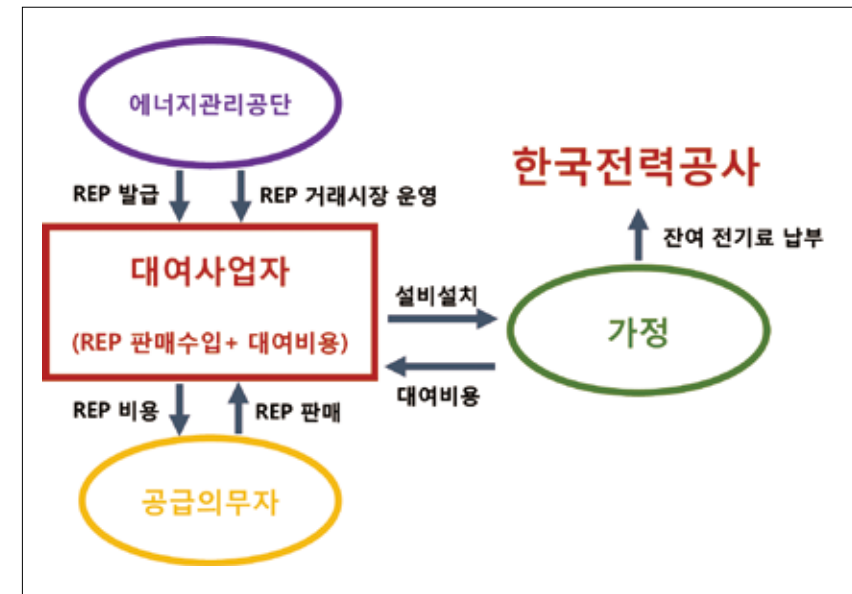 에너지관리공단
REP 발급
REP 거래시장 운영
한국전력공사
잔여 전기료 납부
대여사업자
(REP 판매수입+ 대여비용)
설비설치
가정
대여비용
REP 비용
REP 판매
공급의무자